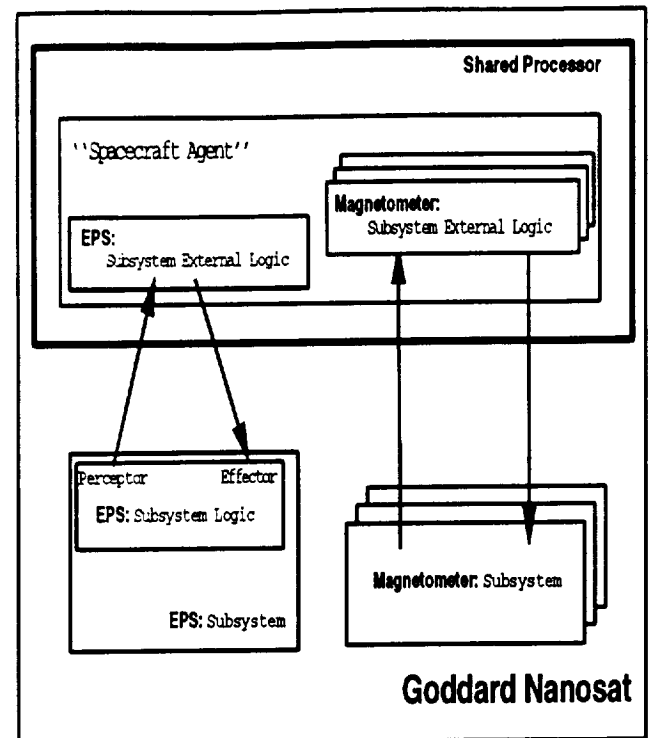 Shared Processor
''Spacecraft Agent''
Magnetometer:
Subsystem External Logic
EPS:
Subsystem External Logic
Perceptor Effector
EPS: Subsystem Logic
Magnetometer: Subsystem
EPS: Subsystem
Goddard Nanosat